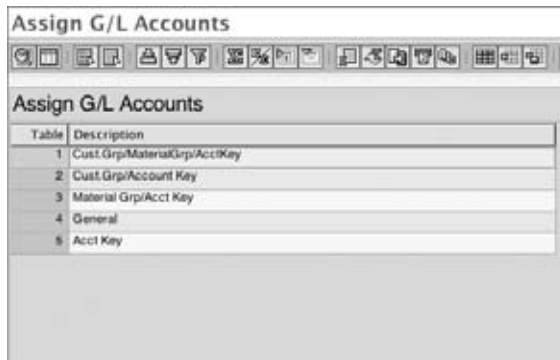 Assign G/L Accounts
Assign G/L Accounts
Table Description
1 Cust.Grp/MaterialGrp/AcctKey
2 Cust.Grp/Account Key
3 Material Grp/Acct Key
4 General
5 Acct Key